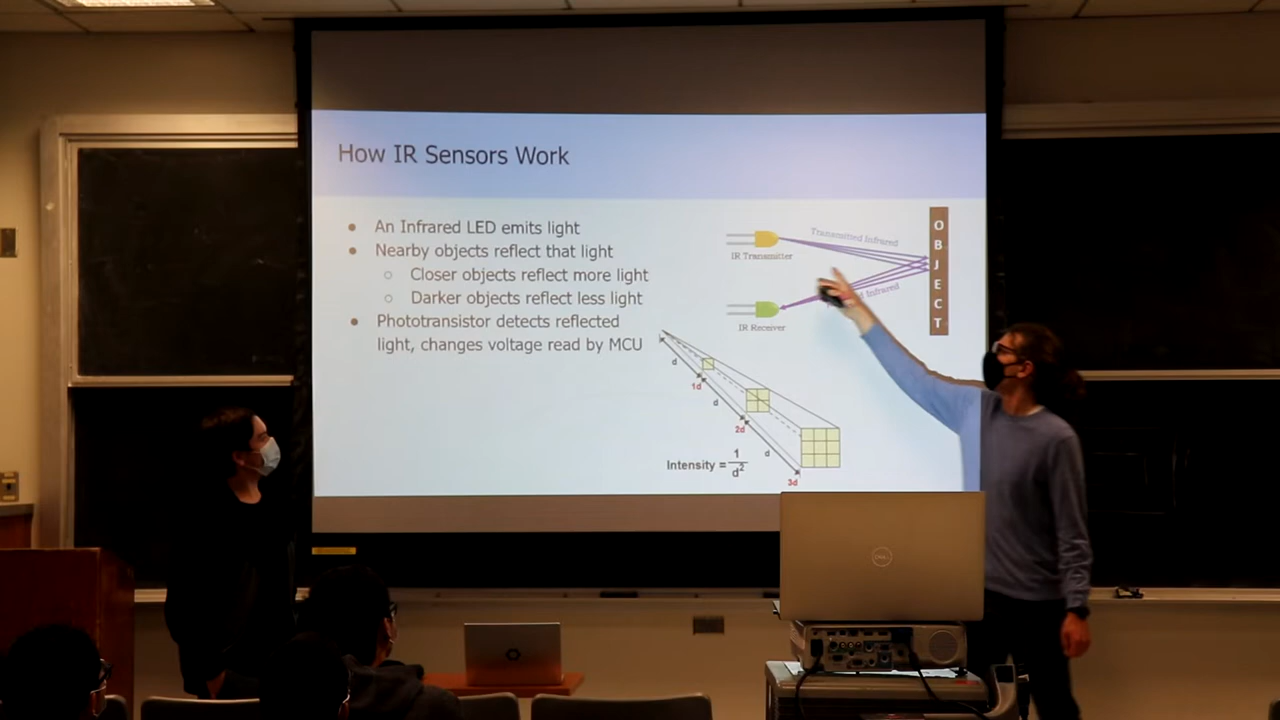 How IR Sensors Work
● An Infrared LED emits light
● Nearby objects reflect that light
○ Closer objects reflect more light
○ Darker objects reflect less light
● Phototransistor detects reflected
light, changes voltage read by MCU
Transmitted Infrared
IR Transmitter
Infrared
IR Receiver
OBJECT
d
1d
d
2d
d
3d
Intensity = 1/d²
DELL